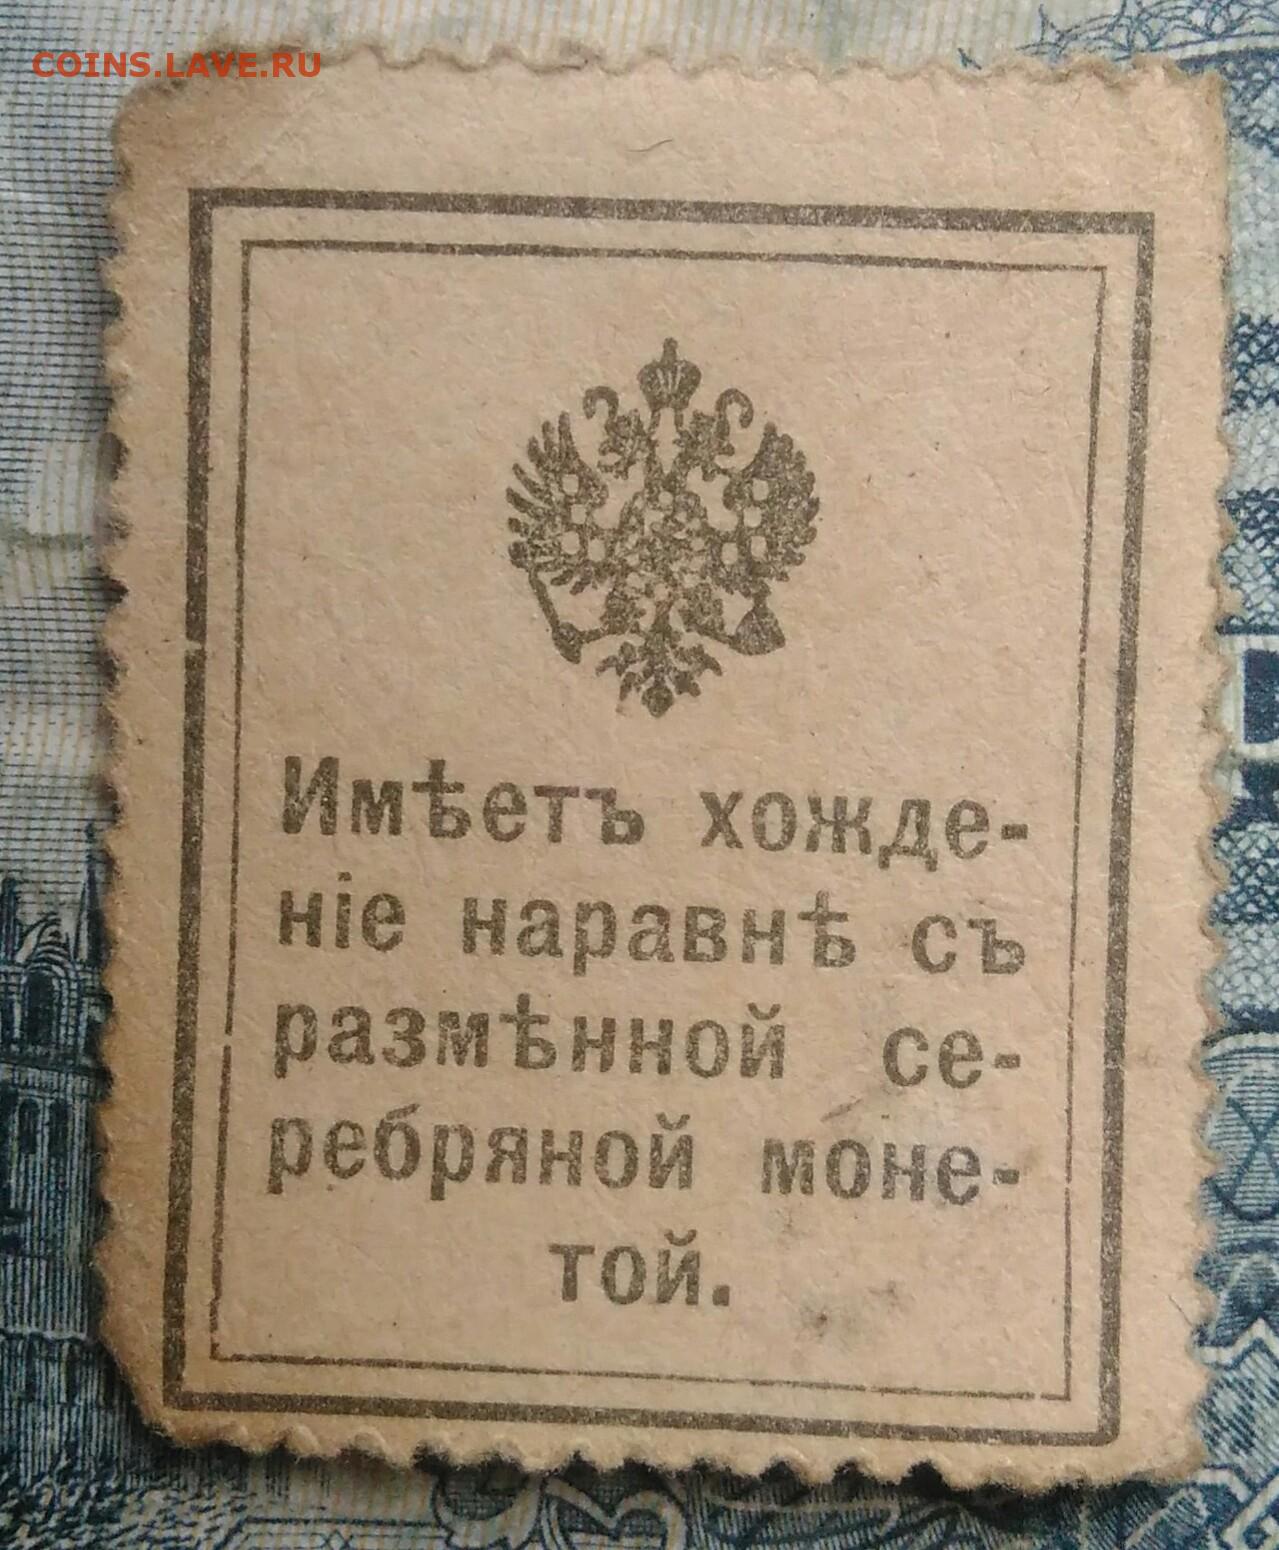 COINS.LAVE.RU
Имѣетъ хожде-
ніе наравнѣ съ
размѣнной се-
ребряной моне-
той.